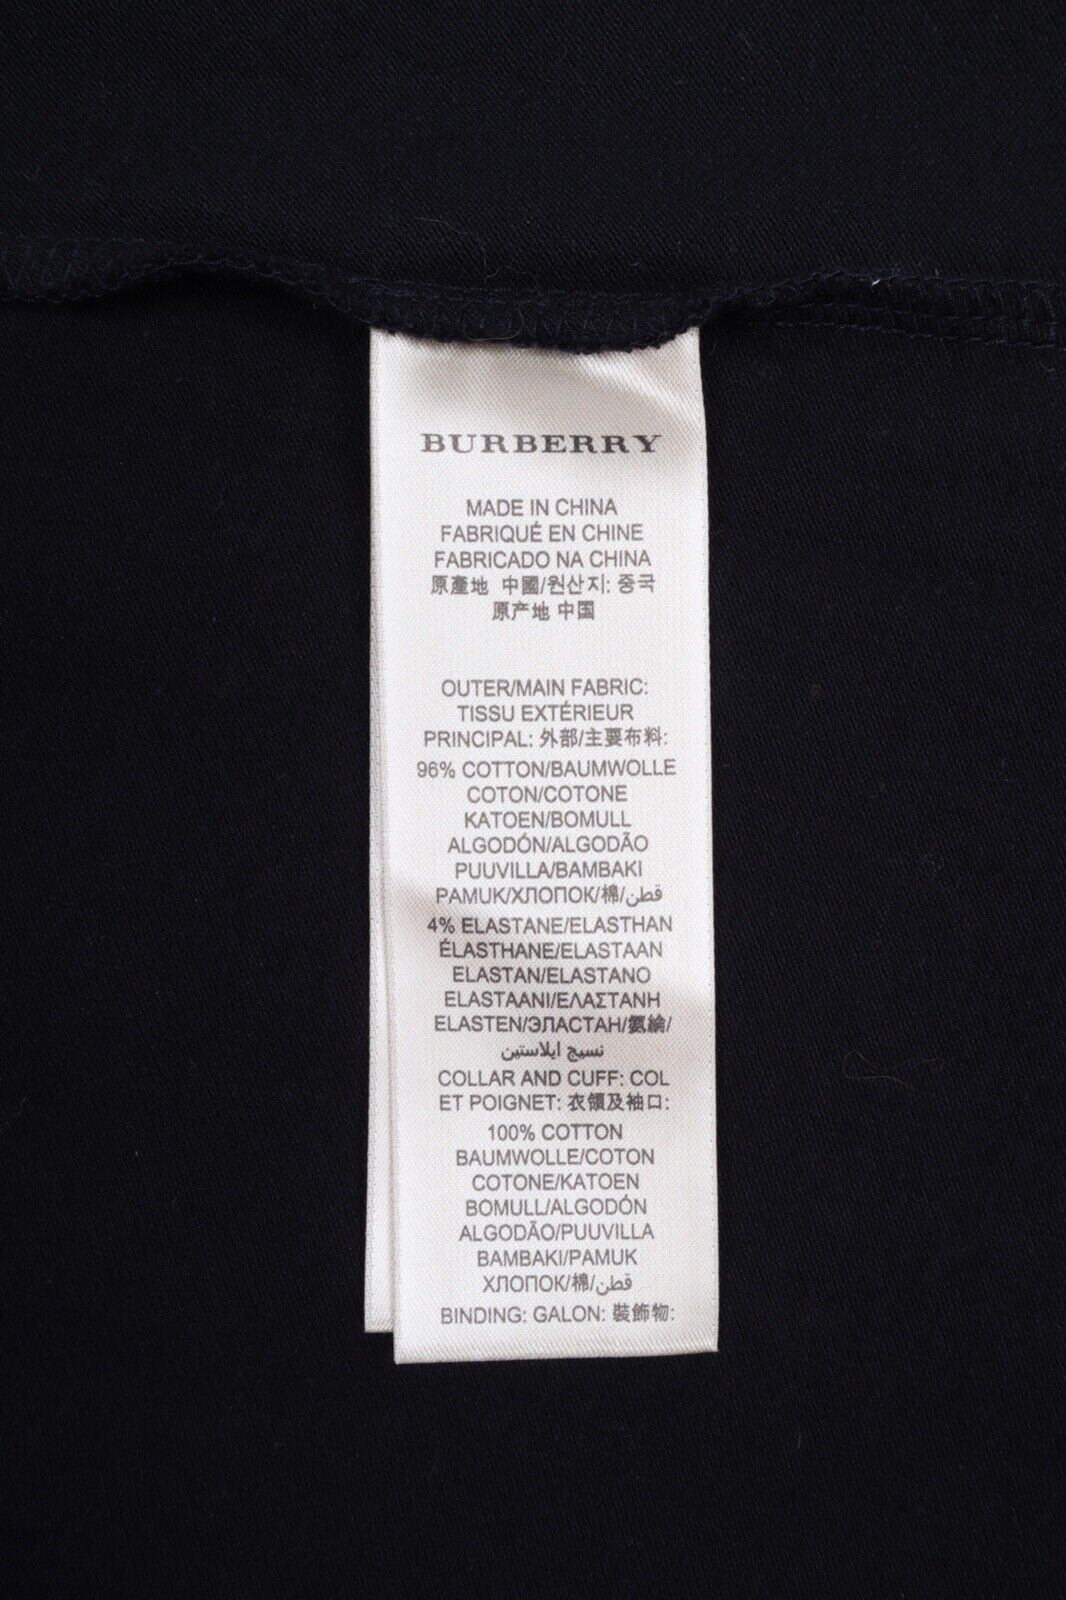 BURBERRY
MADE IN CHINA
FABRIQUÉ EN CHINE
FABRICADO NA CHINA
原產地 中國/원산지: 중국
原产地 中国
OUTER/MAIN FABRIC:
TISSU EXTÉRIEUR
PRINCIPAL: 外部/主要布料:
96% COTTON/BAUMWOLLE
COTON/COTONE
KATOEN/BOMULL
ALGODÓN/ALGODÃO
PUUVILLA/BAMBAKI
PAMUK/ХЛОПОК/棉/قطن
4% ELASTANE/ELASTHAN
ÉLASTHANE/ELASTAAN
ELASTAN/ELASTANO
ELASTAANI/ΕΛΑΣΤΑΝΗ
ELASTEN/ЭЛАСТАН/氨綸/
نسيج ايلاستين
COLLAR AND CUFF: COL
ET POIGNET: 衣領及袖口:
100% COTTON
BAUMWOLLE/COTON
COTONE/KATOEN
BOMULL/ALGODÓN
ALGODÃO/PUUVILLA
BAMBAKI/PAMUK
ХЛОПОК/棉/قطن
BINDING: GALON: 裝飾物: